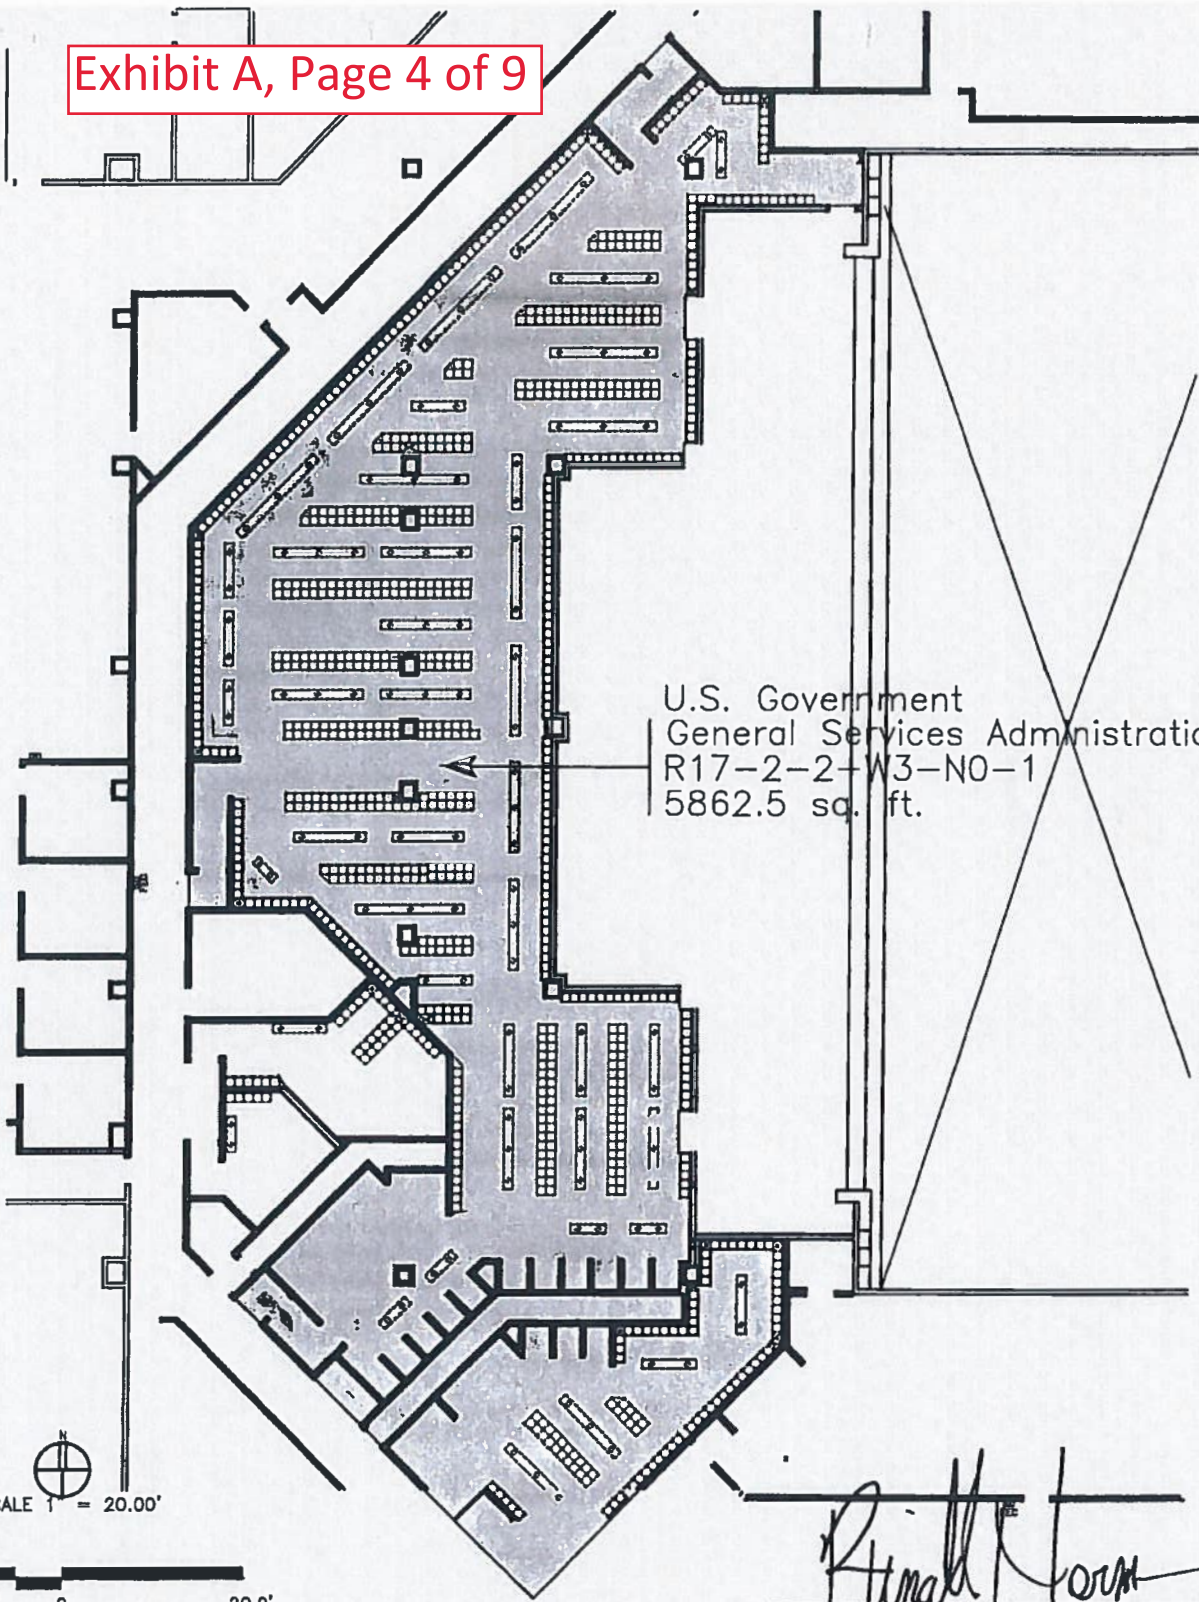 Exhibit A, Page 4 of 9
U.S. Government
General Services Administratio
R17-2-2-W3-N0-1
5862.5 sq. ft.
N
ALE 1" = 20.00'